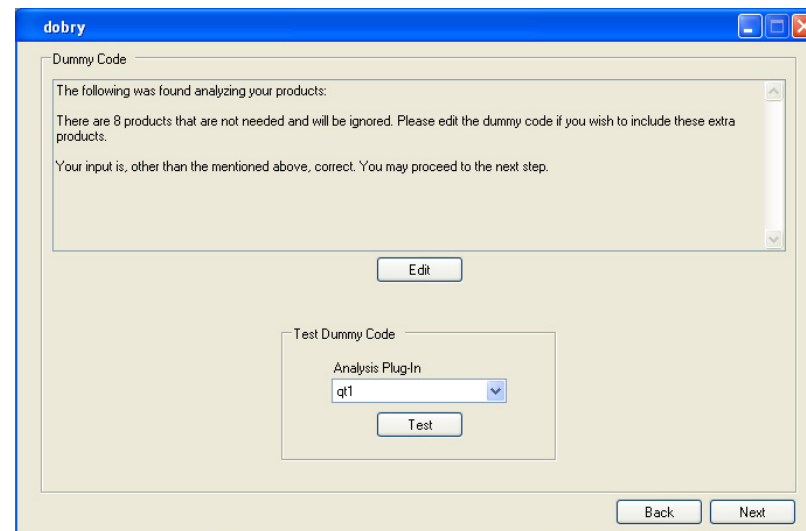 dobry
Dummy Code
The following was found analyzing your products:
There are 8 products that are not needed and will be ignored. Please edit the dummy code if you wish to include these extra
products.
Your input is, other than the mentioned above, correct. You may proceed to the next step.
Edit
Test Dummy Code
Analysis Plug-In
qt1
Test
Back Next